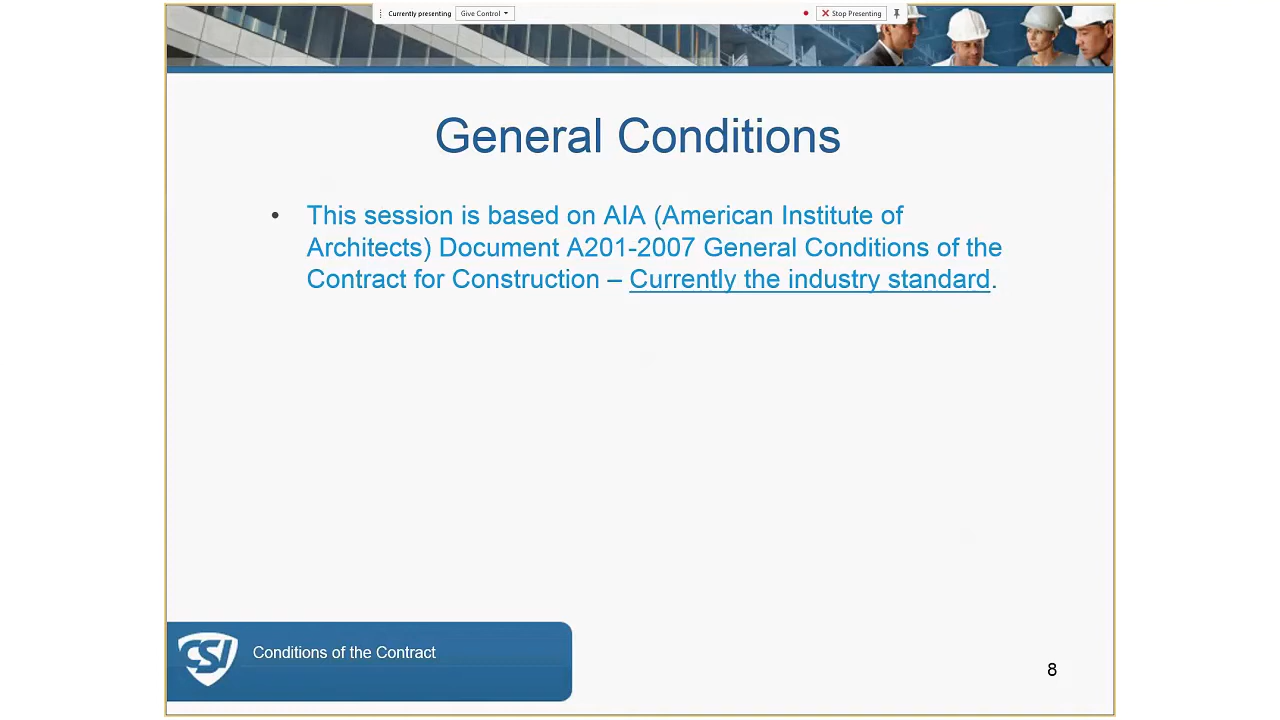 Currently presenting
Give Control
Stop Presenting
General Conditions
• This session is based on AIA (American Institute of
Architects) Document A201-2007 General Conditions of the
Contract for Construction – Currently the industry standard.
CSI
Conditions of the Contract
8